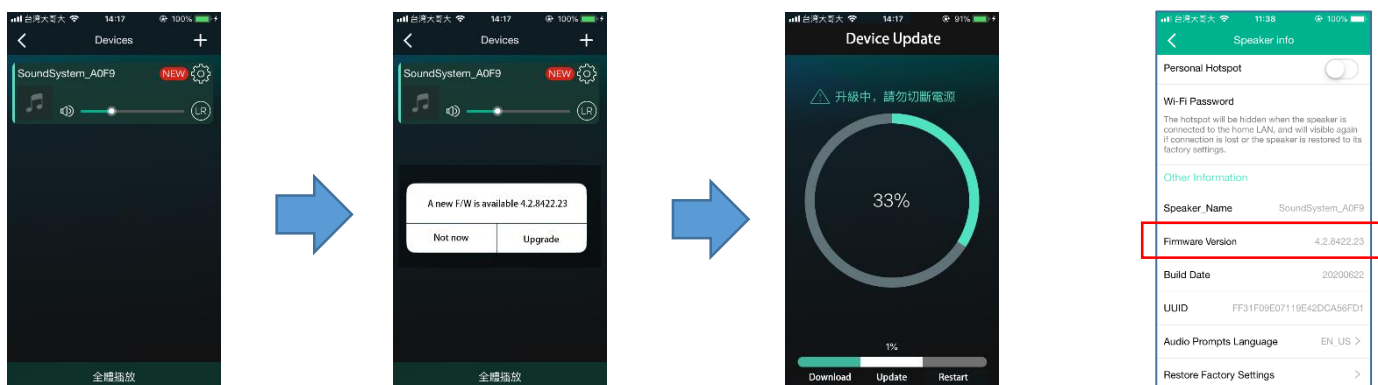 台灣大哥大 14:17 100%
Devices
SoundSystem_A0F9 NEW
LR
全體播放
台灣大哥大 14:17 100%
Devices
SoundSystem_A0F9 NEW
LR
A new F/W is available 4.2.8422.23
Not now Upgrade
全體播放
台灣大哥大 14:17 91%
Device Update
升級中，請勿切斷電源
33%
1%
Download Update Restart
台灣大哥大 11:38 100%
Speaker info
Personal Hotspot
Wi-Fi Password
The hotspot will be hidden when the speaker is
connected to the home LAN, and will visible again
if connection is lost or the speaker is restored to its
factory settings.
Other Information
Speaker_Name SoundSystem_A0F9
Firmware Version 4.2.8422.23
Build Date 20200622
UUID FF31F09E07119E42DCA56FD1
Audio Prompts Language EN_US >
Restore Factory Settings >